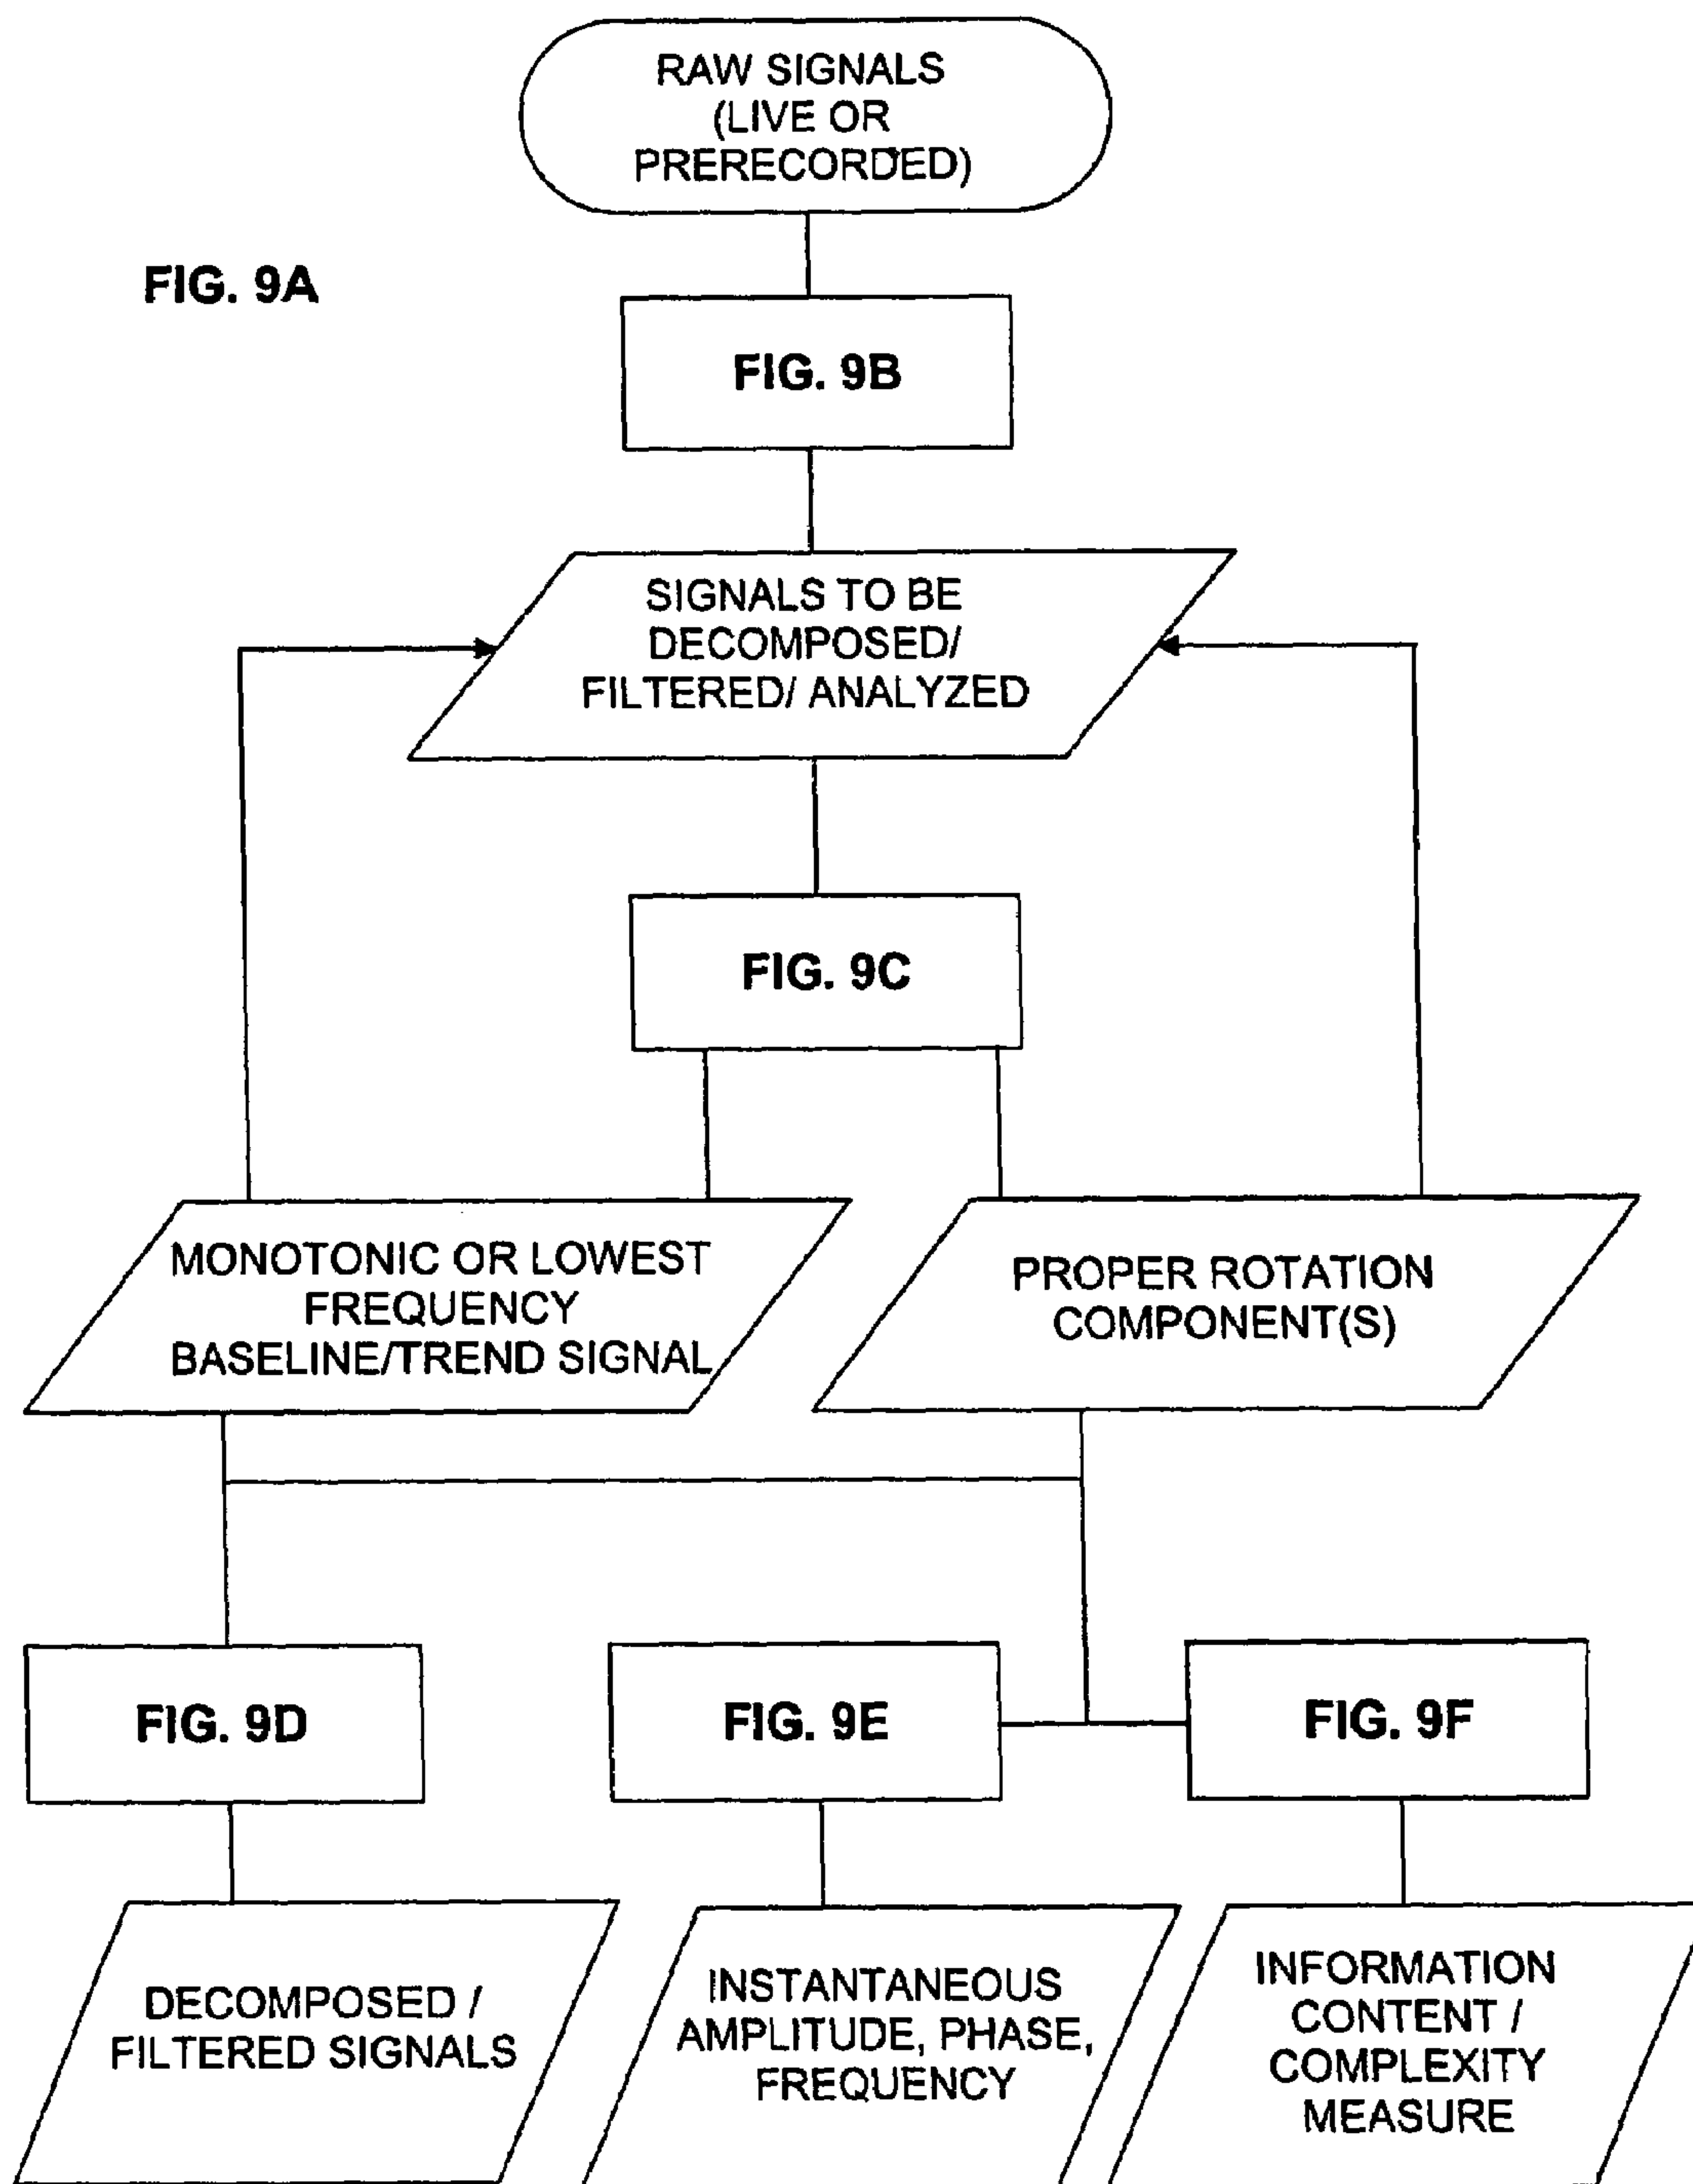 RAW SIGNALS
(LIVE OR
PRERECORDED)
FIG. 9A
FIG. 9B
SIGNALS TO BE
DECOMPOSED/
FILTERED/ ANALYZED
FIG. 9C
MONOTONIC OR LOWEST
FREQUENCY
BASELINE/TREND SIGNAL
PROPER ROTATION
COMPONENT(S)
FIG. 9D
FIG. 9E
FIG. 9F
DECOMPOSED /
FILTERED SIGNALS
INSTANTANEOUS
AMPLITUDE, PHASE,
FREQUENCY
INFORMATION
CONTENT /
COMPLEXITY
MEASURE